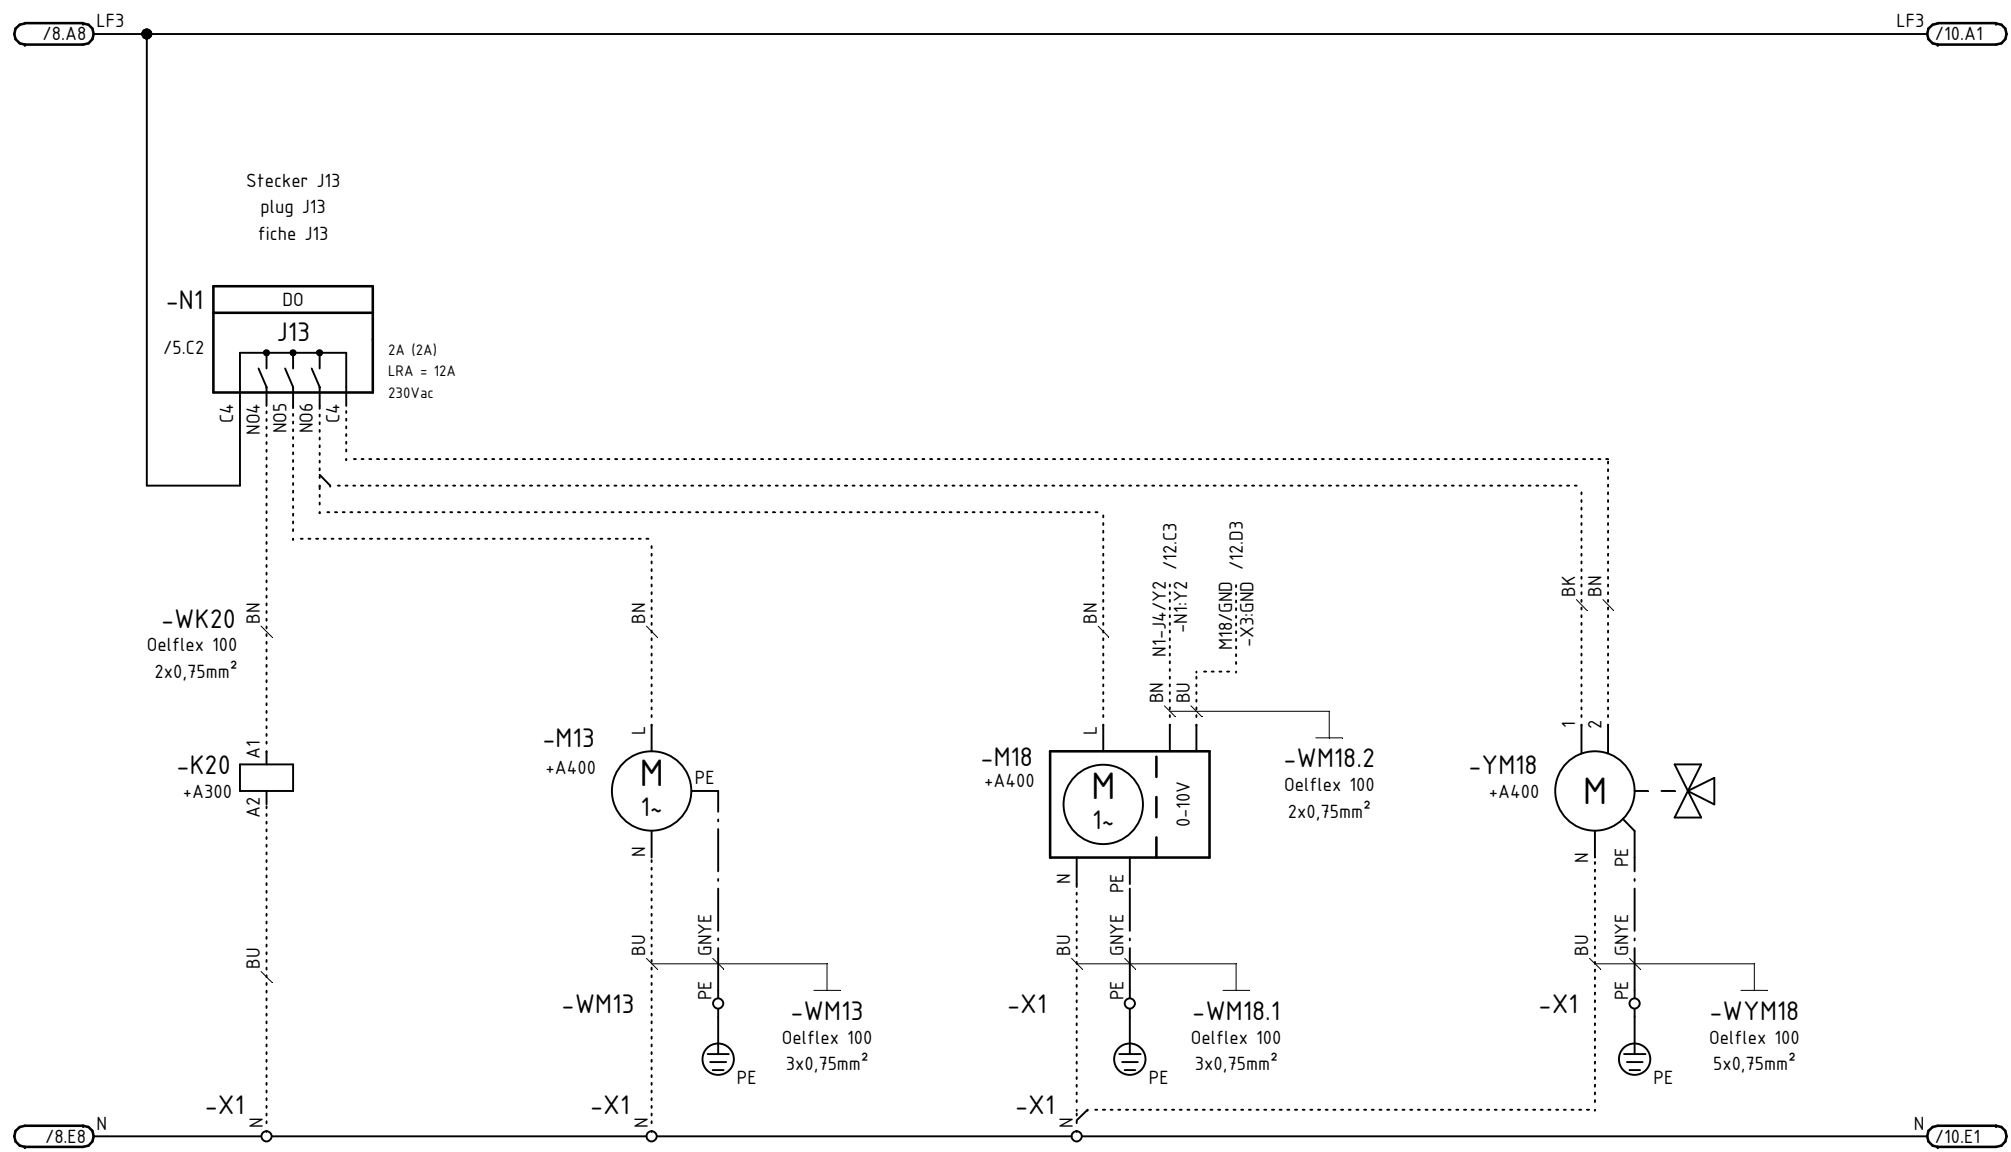 LF3
/8.A8
LF3
/10.A1
Stecker J13
plug J13
fiche J13
-N1
DO
/5.C2
J13
2A (2A)
LRA = 12A
230Vac
C4
NO4
NO5
NO6
C4
-WK20
Oelflex 100
2x0,75mm²
BN
BN
BN
N1-J4/Y2 /12.C3
-N1:Y2
M18/GND /12.D3
-X3:GND
BK
BN
BN
BU
A1
-K20
+A300
A2
L
-M13
+A400
M
1~
PE
N
L
-M18
+A400
M
1~
0-10V
-WM18.2
Oelflex 100
2x0,75mm²
1
2
-YM18
+A400
M
N
PE
N
PE
BU
BU
GNYE
BU
GNYE
BU
GNYE
-WM13
PE
-WM13
Oelflex 100
3x0,75mm²
PE
-X1
PE
-WM18.1
Oelflex 100
3x0,75mm²
PE
-X1
PE
-WYM18
Oelflex 100
5x0,75mm²
PE
-X1
N
-X1
N
-X1
N
/8.E8
N
N
/10.E1